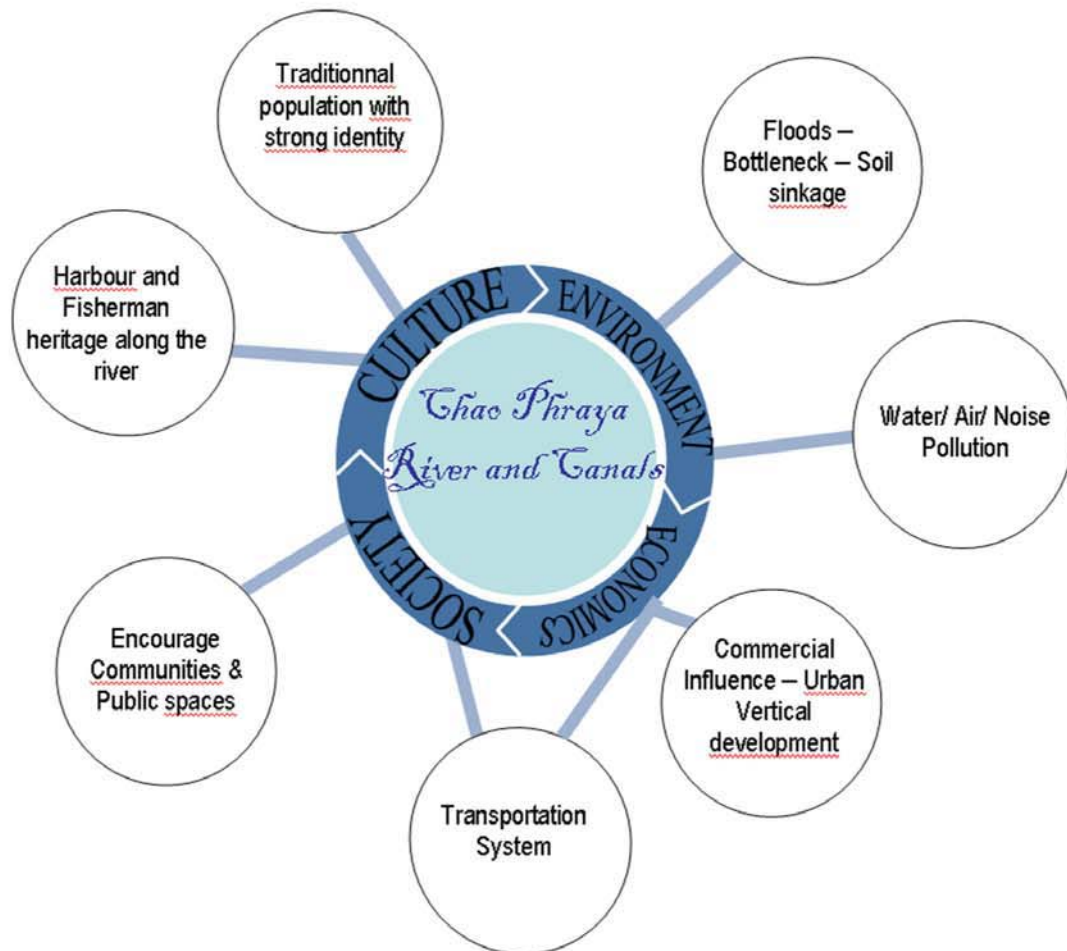 Traditionnal
population with
strong identity
Floods –
Bottleneck – Soil
sinkage
Harbour and
Fisherman
heritage along the
river
CULTURE
ENVIRONMENT
Chao Phraya
River and Canals
Water/ Air/ Noise
Pollution
SOCIETY
ECONOMICS
Encourage
Communities &
Public spaces
Commercial
Influence – Urban
Vertical
development
Transportation
System